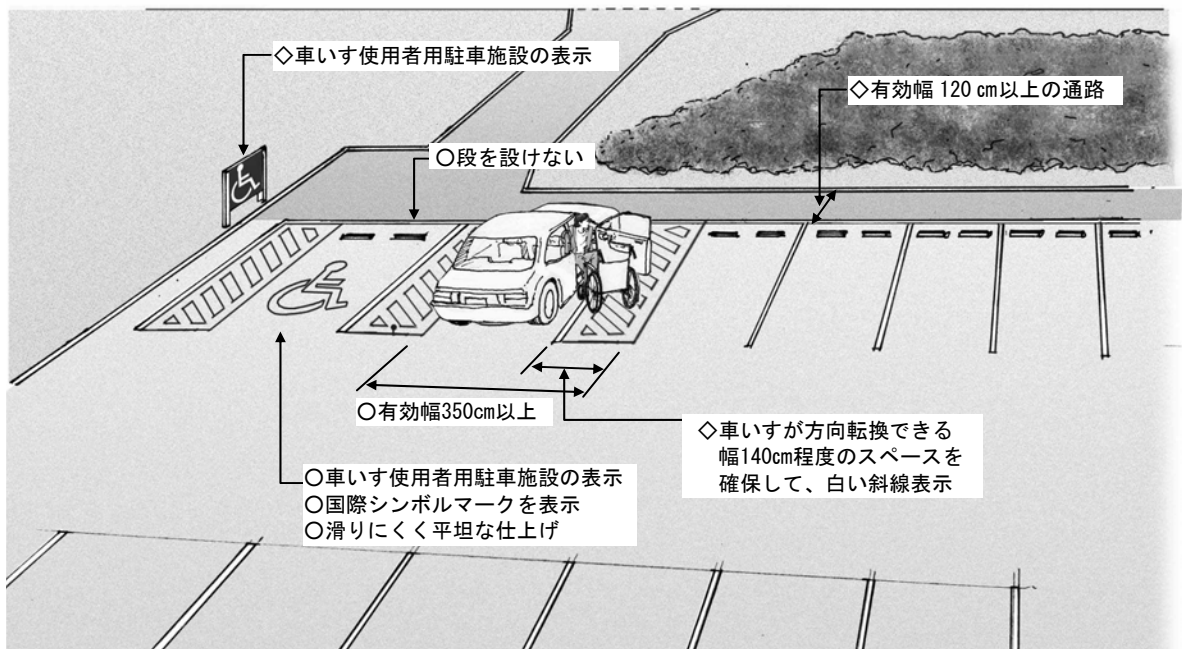 ◇車いす使用者用駐車施設の表示
◇有効幅 120 cm以上の通路
○段を設けない
○有効幅350cm以上
◇車いすが方向転換できる
幅140cm程度のスペースを
確保して、白い斜線表示
○車いす使用者用駐車施設の表示
○国際シンボルマークを表示
○滑りにくく平坦な仕上げ